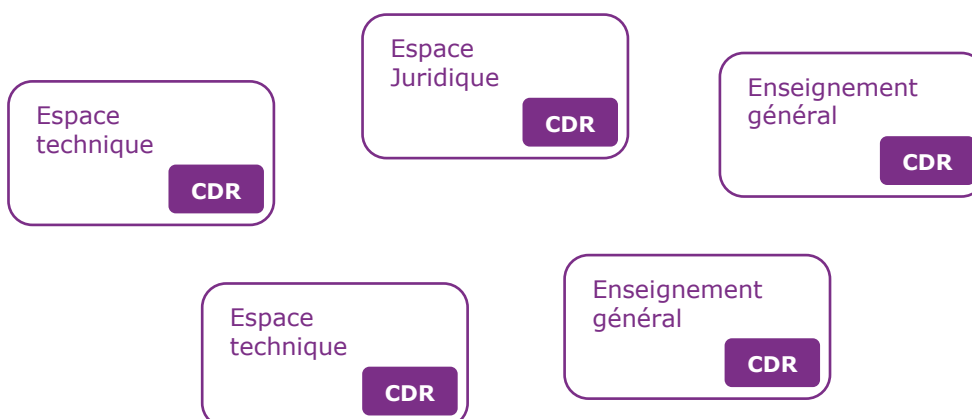 Espace
technique
CDR
Espace
Juridique
CDR
Enseignement
général
CDR
Espace
technique
CDR
Enseignement
général
CDR